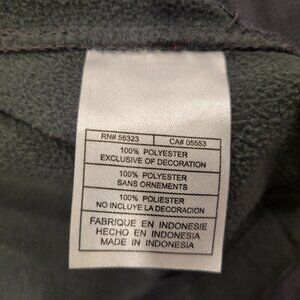 RN# 56323 CA# 05553
100% POLYESTER
EXCLUSIVE OF DECORATION
100% POLYESTER
SANS ORNEMENTS
100% POLIESTER
NO INCLUYE LA DECORACION
FABRIQUE EN INDONESIE
HECHO EN INDONESIA
MADE IN INDONESIA